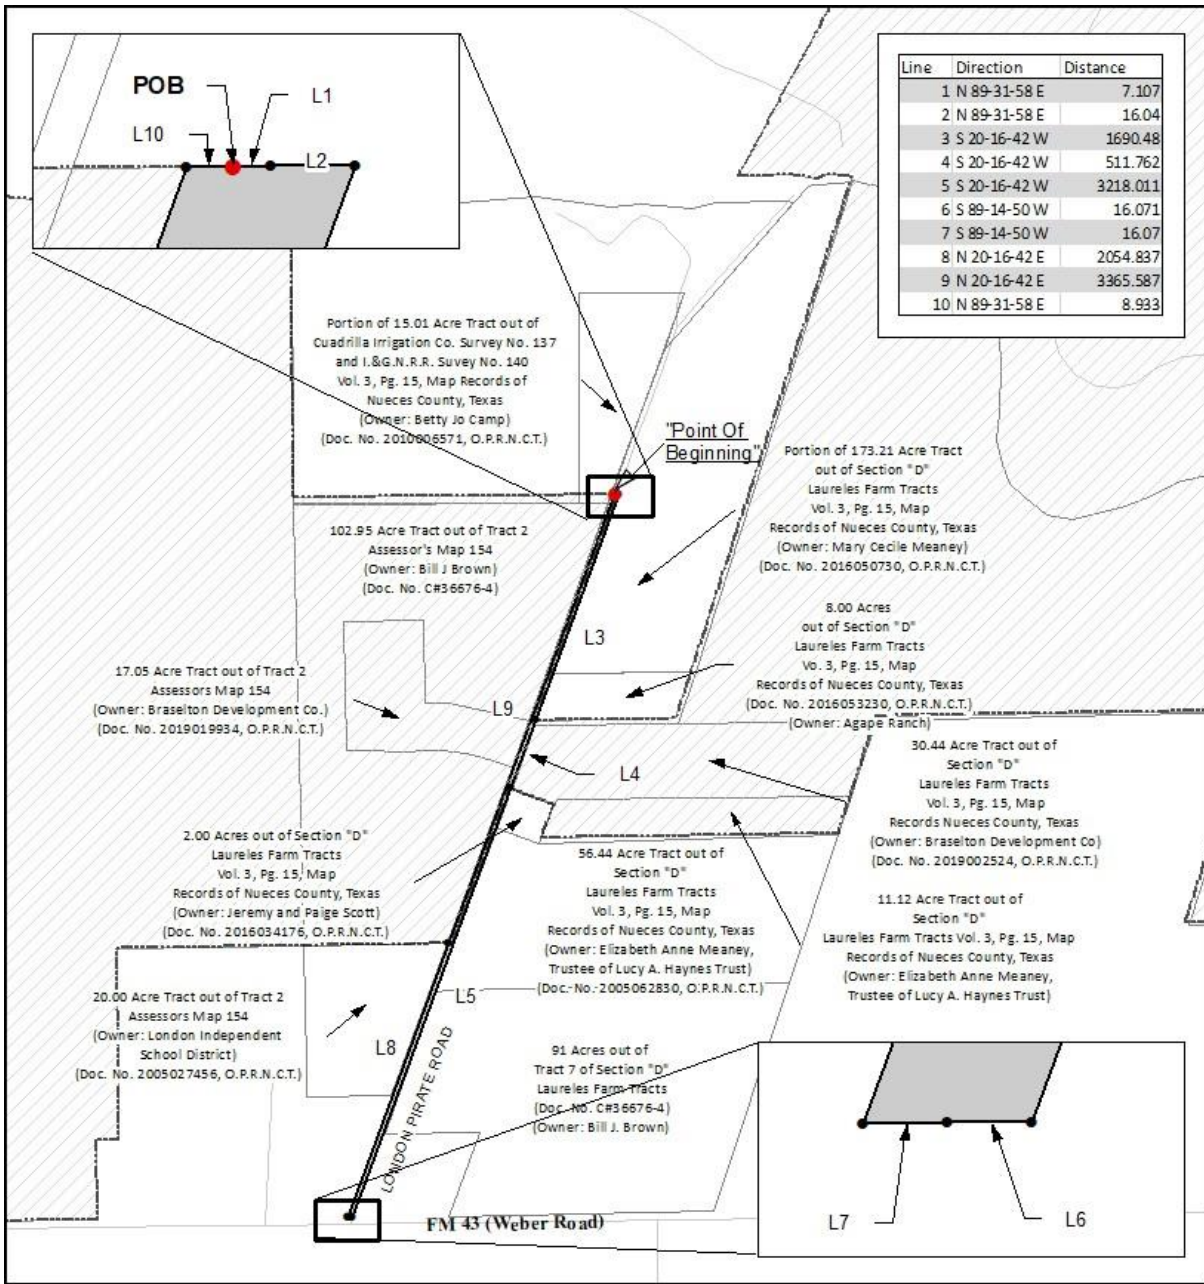 POB
L1
L10
L2
Line Direction Distance
1 N 89-31-58 E 7.107
2 N 89-31-58 E 16.04
3 S 20-16-42 W 1690.48
4 S 20-16-42 W 511.762
5 S 20-16-42 W 3218.011
6 S 89-14-50 W 16.071
7 S 89-14-50 W 16.07
8 N 20-16-42 E 2054.837
9 N 20-16-42 E 3365.587
10 N 89-31-58 E 8.933
Portion of 15.01 Acre Tract out of
Cuadrilla Irrigation Co. Survey No. 137
and I.&G.N.R.R. Suvey No. 140
Vol. 3, Pg. 15, Map Records of
Nueces County, Texas
(Owner: Betty Jo Camp)
(Doc. No. 2010006571, O.P.R.N.C.T.)
"Point Of
Beginning"
Portion of 173.21 Acre Tract
out of Section "D"
Laureles Farm Tracts
Vol. 3, Pg. 15, Map
Records of Nueces County, Texas
(Owner: Mary Cecile Meaney)
(Doc. No. 2016050730, O.P.R.N.C.T.)
102.95 Acre Tract out of Tract 2
Assessor's Map 154
(Owner: Bill J Brown)
(Doc. No. C#36676-4)
8.00 Acres
out of Section "D"
Laureles Farm Tracts
Vo. 3, Pg. 15, Map
Records of Nueces County, Texas
(Doc. No. 2016053230, O.P.R.N.C.T.)
(Owner: Agape Ranch)
L3
17.05 Acre Tract out of Tract 2
Assessors Map 154
(Owner: Braselton Development Co.)
(Doc. No. 2019019934, O.P.R.N.C.T.)
L9
L4
30.44 Acre Tract out of
Section "D"
Laureles Farm Tracts
Vol. 3, Pg. 15, Map
Records Nueces County, Texas
(Owner: Braselton Development Co)
(Doc. No. 2019002524, O.P.R.N.C.T.)
2.00 Acres out of Section "D"
Laureles Farm Tracts
Vol. 3, Pg. 15, Map
Records of Nueces County, Texas
(Owner: Jeremy and Paige Scott)
(Doc. No. 2016034176, O.P.R.N.C.T.)
56.44 Acre Tract out of
Section "D"
Laureles Farm Tracts
Vol. 3, Pg. 15, Map
Records of Nueces County, Texas
(Owner: Elizabeth Anne Meaney,
Trustee of Lucy A. Haynes Trust)
(Doc. No. 2005062830, O.P.R.N.C.T.)
11.12 Acre Tract out of
Section "D"
Laureles Farm Tracts Vol. 3, Pg. 15, Map
Records of Nueces County, Texas
(Owner: Elizabeth Anne Meaney,
Trustee of Lucy A. Haynes Trust)
20.00 Acre Tract out of Tract 2
Assessors Map 154
(Owner: London Independent
School District)
(Doc. No. 2005027456, O.P.R.N.C.T.)
L5
L8
LONDON PIRATE ROAD
91 Acres out of
Tract 7 of Section "D"
Laureles Farm Tracts
(Doc. No. C#36676-4)
(Owner: Bill J. Brown)
FM 43 (Weber Road)
L7
L6